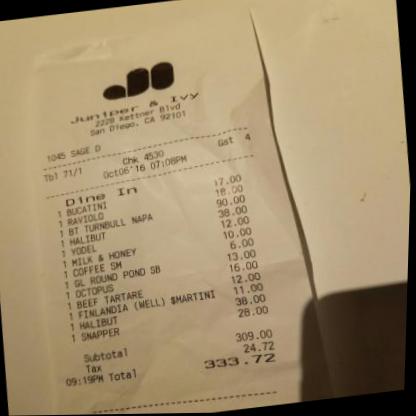 Juniper & Ivy
2228 Kettner Blvd
San Diego, CA 92101
1045 SAGE D
Tbl 71/1 Chk 4530 Gst 4
Oct06'16 07:08PM
Dine In
1 BUCATINI 17.00
1 RAVIOLO 18.00
1 BT TURNBULL NAPA 90.00
1 HALIBUT 38.00
1 YODEL 12.00
1 MILK & HONEY 10.00
1 COFFEE SM 6.00
1 GL ROUND POND SB 13.00
1 OCTOPUS 16.00
1 BEEF TARTARE 12.00
1 FINLANDIA (WELL) $MARTINI 11.00
1 HALIBUT 38.00
1 SNAPPER 28.00
Subtotal 309.00
Tax 24.72
09:19PM Total 333.72